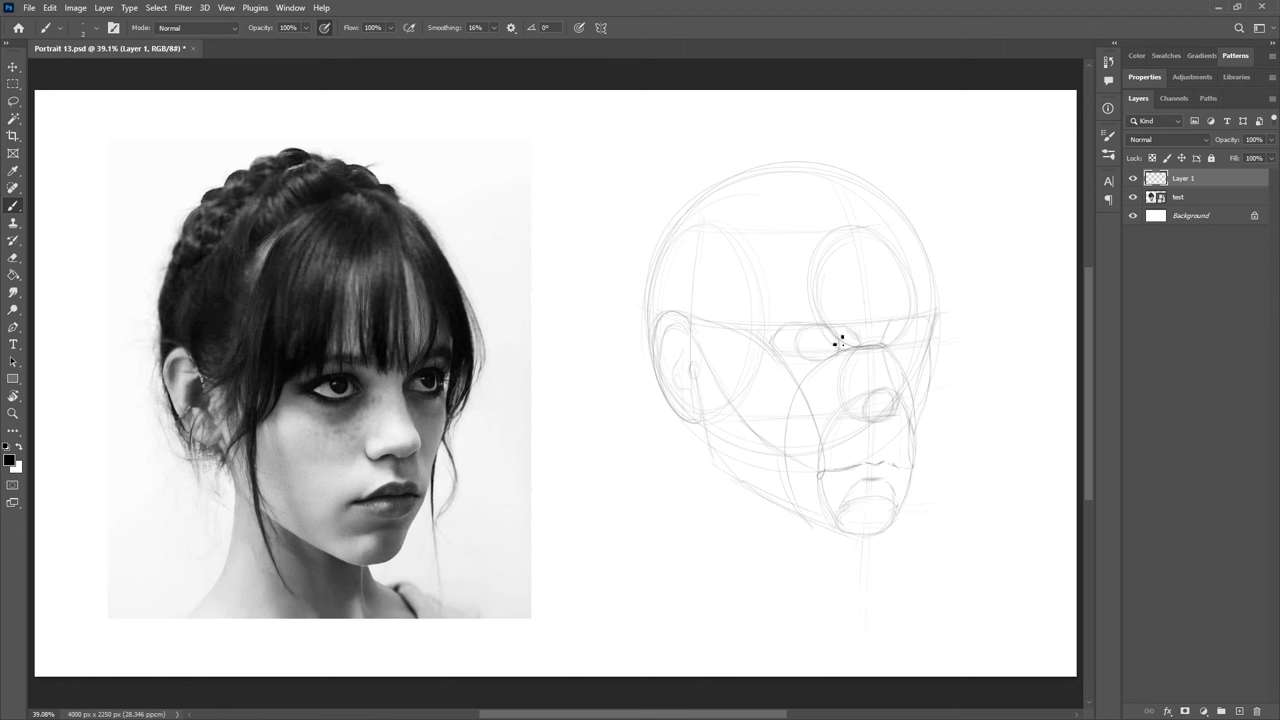 Ps File Edit Image Layer Type Select Filter 3D View Plugins Window Help
2 Mode: Normal Opacity: 100% Flow: 100% Smoothing: 16% 0°
Portrait 13.psd @ 39.1% (Layer 1, RGB/8#) * ×
Color Swatches Gradients Patterns
Properties Adjustments Libraries
Layers Channels Paths
Kind
Normal Opacity: 100%
Lock: Fill: 100%
Layer 1
test
Background
39.08% 4000 px x 2250 px (28.346 ppcm)